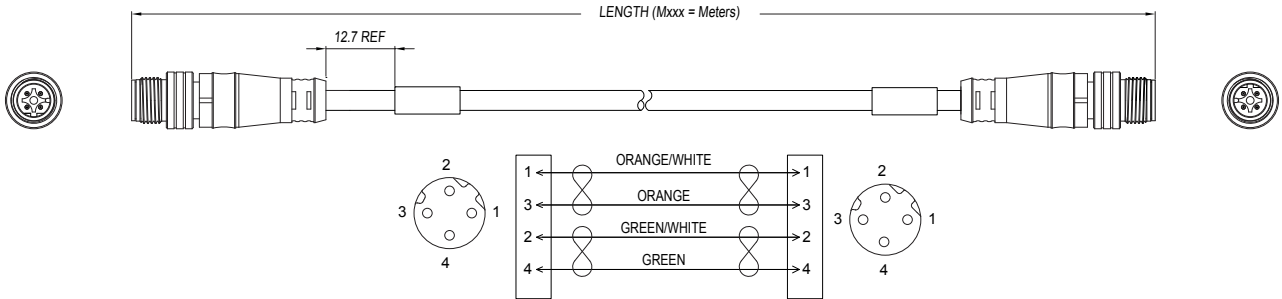 LENGTH (Mxxx = Meters)
12.7 REF
2
3
1
4
1
ORANGE/WHITE
1
3
ORANGE
3
2
GREEN/WHITE
2
4
GREEN
4
2
3
1
4